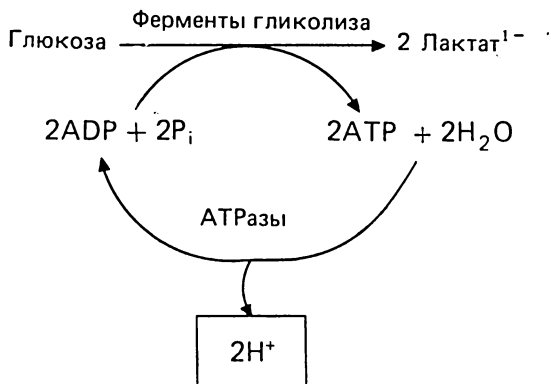 Ферменты гликолиза
Глюкоза 2 Лактат¹⁻
2ADP + 2Pᵢ 2ATP + 2H₂O
АТРазы
2H⁺